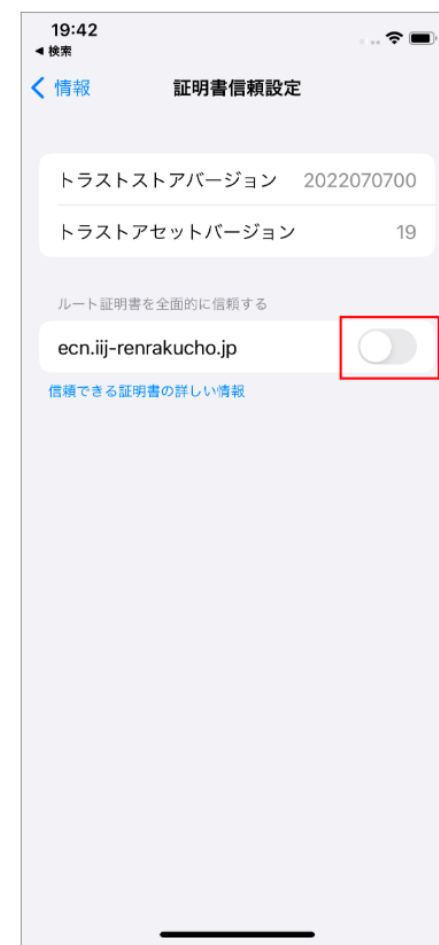 19:42
◀ 検索
情報
証明書信頼設定
トラストストアバージョン 2022070700
トラストアセットバージョン 19
ルート証明書を全面的に信頼する
ecn.iij-renrakucho.jp
信頼できる証明書の詳しい情報